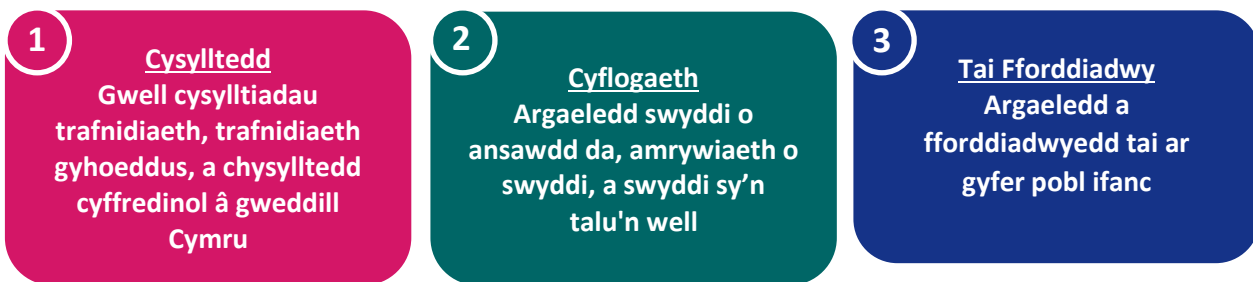 1
Cysylltedd
Gwell cysylltiadau
trafnidiaeth, trafnidiaeth
gyhoeddus, a chysylltedd
cyffredinol â gweddill
Cymru
2
Cyflogaeth
Argaeledd swyddi o
ansawdd da, amrywiaeth o
swyddi, a swyddi sy’n
talu'n well
3
Tai Fforddiadwy
Argaeledd a
fforddiadwyedd tai ar
gyfer pobl ifanc